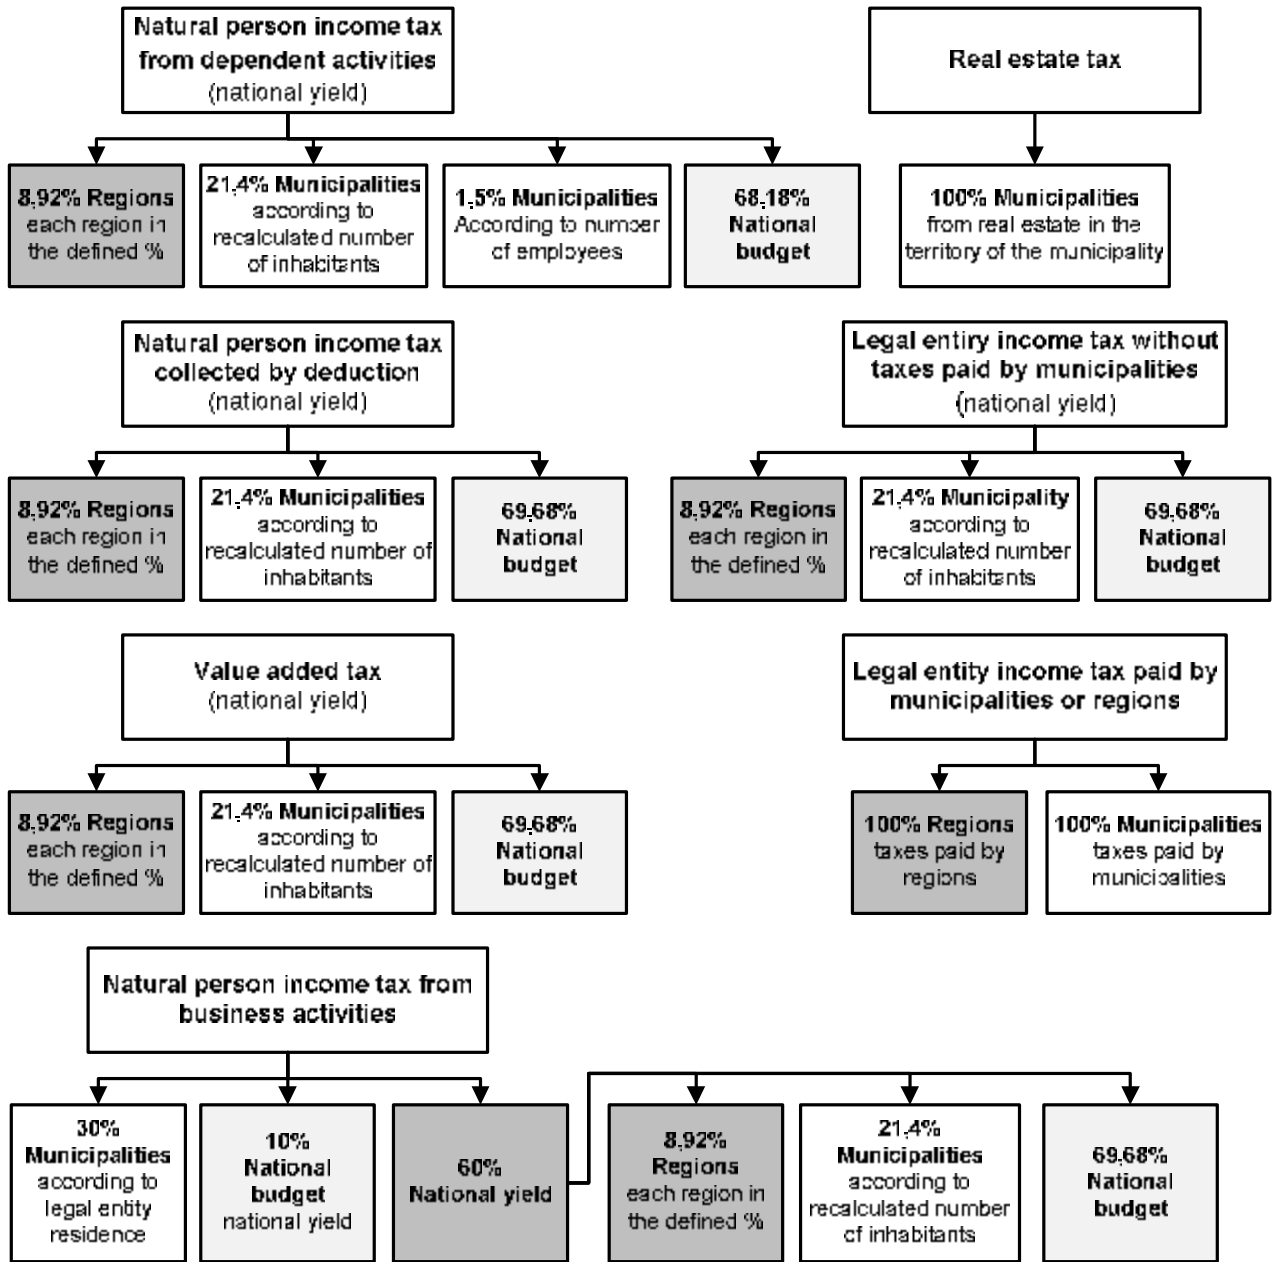 Natural person income tax
from dependent activities
(national yield)
Real estate tax
8,92% Regions
each region in
the defined %
21,4% Municipalities
according to
recalculated number
of inhabitants
1,5% Municipalities
According to number
of employees
68,18%
National
budget
100% Municipalities
from real estate in the
territory of the municipality
Natural person income tax
collected by deduction
(national yield)
Legal entiry income tax without
taxes paid by municipalities
(national yield)
8,92% Regions
each region in
the defined %
21,4% Municipalities
according to
recalculated number of
inhabitants
69,68%
National
budget
8,92% Regions
each region in
the defined %
21,4% Municipality
according to
recalculated number
of inhabitants
69,68%
National
budget
Value added tax
(national yield)
Legal entity income tax paid by
municipalities or regions
8,92% Regions
each region in
the defined %
21,4% Municipalities
according to
recalculated number of
inhabitants
69,68%
National
budget
100% Regions
taxes paid by
regions
100% Municipalities
taxes paid by
municipalities
Natural person income tax from
business activities
30%
Municipalities
according to
legal entity
residence
10%
National
budget
national yield
60%
National yield
8,92%
Regions
each region in
the defined %
21,4%
Municipalities
according to
recalculated number
of inhabitants
69,68%
National
budget